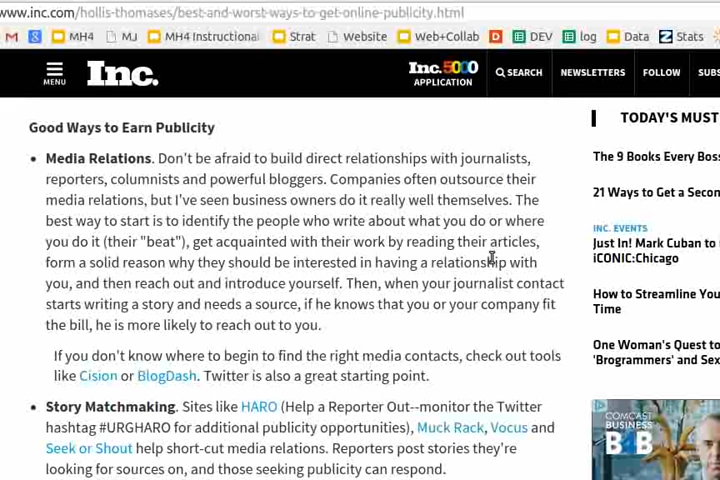 www.inc.com/hollis-thomases/best-and-worst-ways-to-get-online-publicity.html
MH4 MJ MH4 Instructional Strat Website Web+Collab DEV log Data Stats
MENU Inc. Inc. 5000 APPLICATION SEARCH NEWSLETTERS FOLLOW SUBS
Good Ways to Earn Publicity
• Media Relations. Don't be afraid to build direct relationships with journalists,
reporters, columnists and powerful bloggers. Companies often outsource their
media relations, but I've seen business owners do it really well themselves. The
best way to start is to identify the people who write about what you do or where
you do it (their "beat"), get acquainted with their work by reading their articles,
form a solid reason why they should be interested in having a relationship with
you, and then reach out and introduce yourself. Then, when your journalist contact
starts writing a story and needs a source, if he knows that you or your company fit
the bill, he is more likely to reach out to you.
If you don't know where to begin to find the right media contacts, check out tools
like Cision or BlogDash. Twitter is also a great starting point.
• Story Matchmaking. Sites like HARO (Help a Reporter Out--monitor the Twitter
hashtag #URGHARO for additional publicity opportunities), Muck Rack, Vocus and
Seek or Shout help short-cut media relations. Reporters post stories they're
looking for sources on, and those seeking publicity can respond.
TODAY'S MUST
The 9 Books Every Boss
21 Ways to Get a Secon
INC. EVENTS
Just In! Mark Cuban to
iCONIC:Chicago
How to Streamline You
Time
One Woman's Quest to
'Brogrammers' and Sex
COMCAST
BUSINESS
B4B